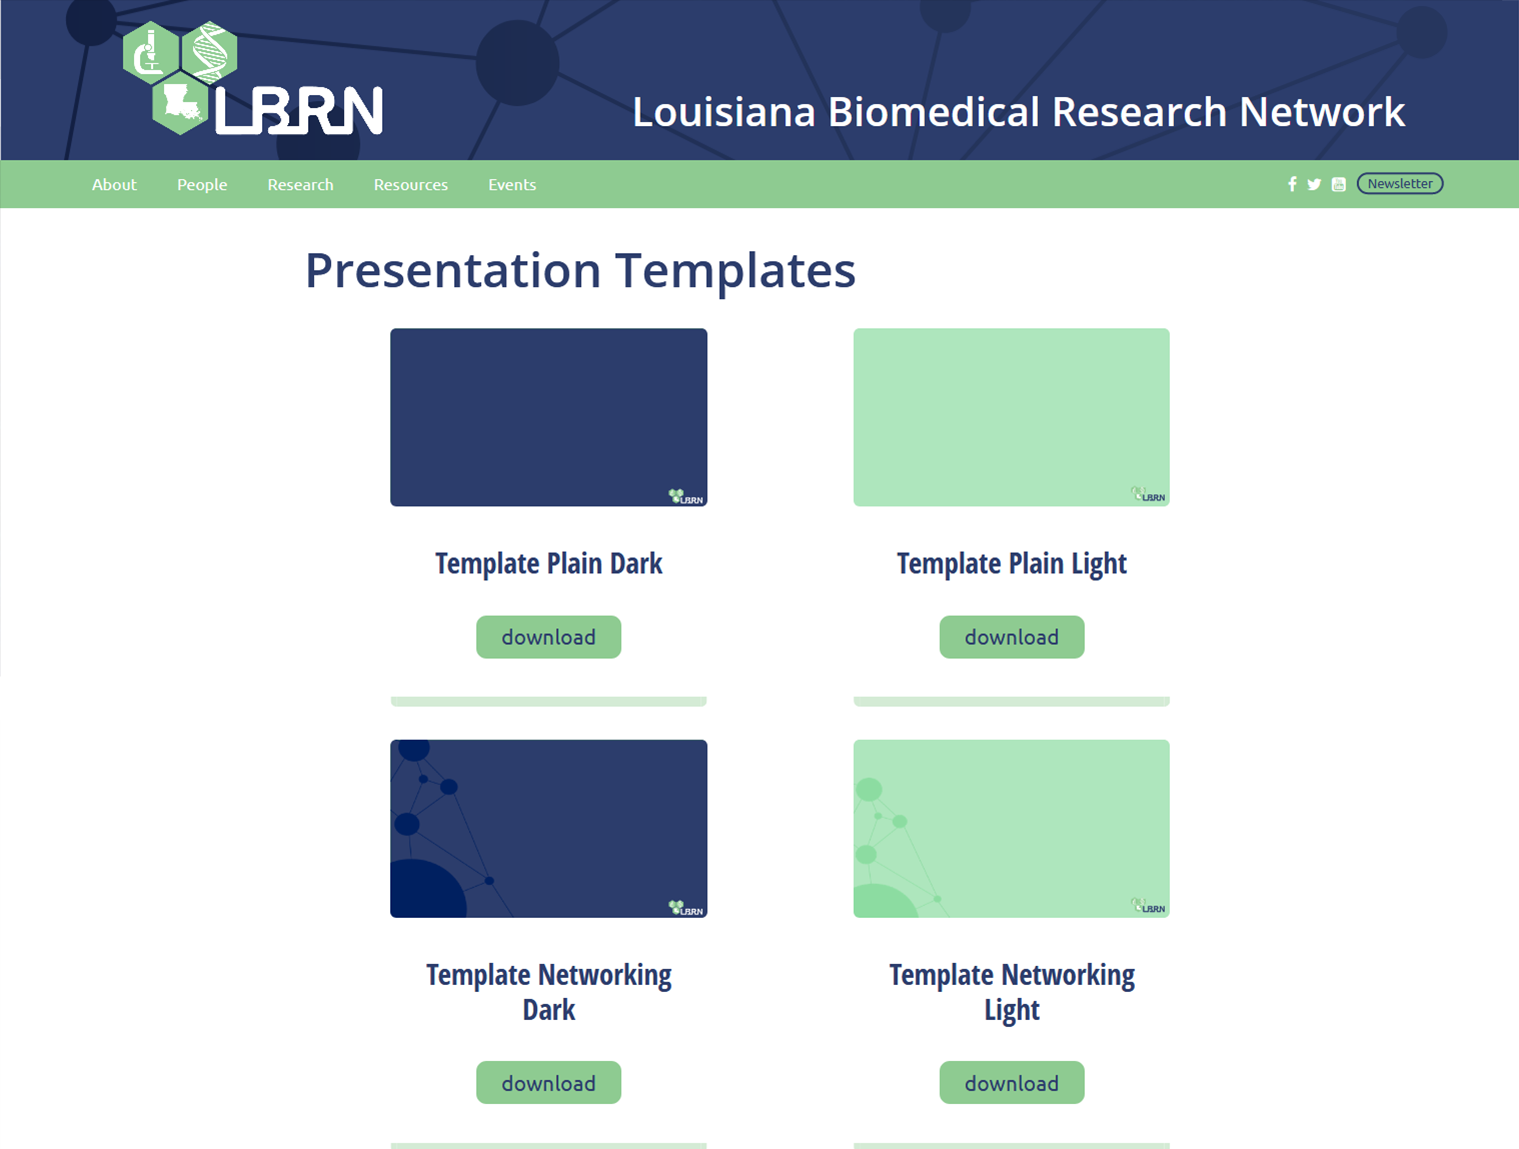 LBRN
Louisiana Biomedical Research Network
About People Research Resources Events Newsletter
Presentation Templates
LBRN LBRN
Template Plain Dark Template Plain Light
download download
LBRN LBRN
Template Networking Template Networking
Dark Light
download download